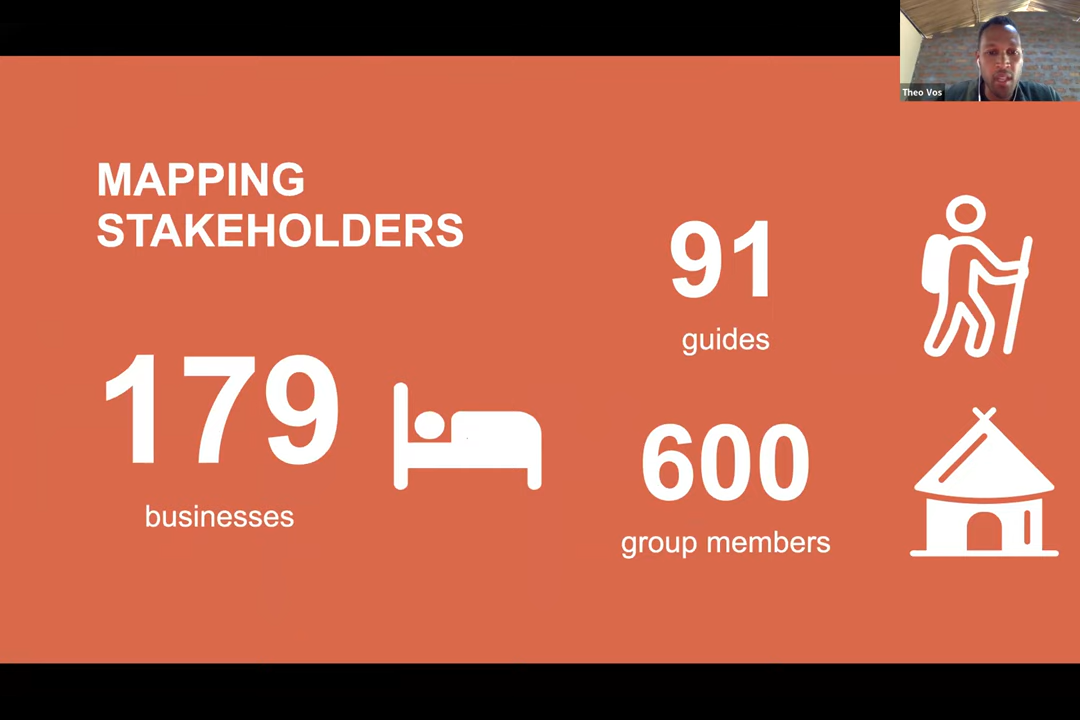 Theo Vos
MAPPING
STAKEHOLDERS
91
guides
179
businesses
600
group members